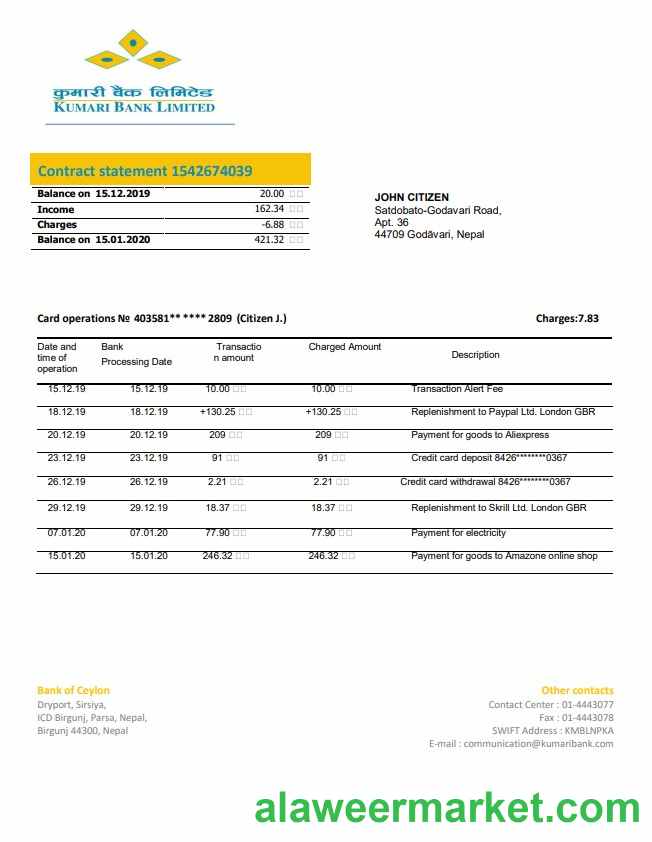 कुमारी बैंक लिमिटेड
KUMARI BANK LIMITED
Contract statement 1542674039
Balance on 15.12.2019 20.00 □□
Income 162.34 □□
Charges -6.88 □□
Balance on 15.01.2020 421.32 □□
JOHN CITIZEN
Satdobato-Godavari Road,
Apt. 36
44709 Godāvari, Nepal
Card operations № 403581** **** 2809 (Citizen J.) Charges:7.83
Date and Bank Transactio Charged Amount Description
time of Processing Date n amount
operation
15.12.19 15.12.19 10.00 □□ 10.00 □□ Transaction Alert Fee
18.12.19 18.12.19 +130.25 □□ +130.25 □□ Replenishment to Paypal Ltd. London GBR
20.12.19 20.12.19 209 □□ 209 □□ Payment for goods to Aliexpress
23.12.19 23.12.19 91 □□ 91 □□ Credit card deposit 8426********0367
26.12.19 26.12.19 2.21 □□ 2.21 □□ Credit card withdrawal 8426********0367
29.12.19 29.12.19 18.37 □□ 18.37 □□ Replenishment to Skrill Ltd. London GBR
07.01.20 07.01.20 77.90 □□ 77.90 □□ Payment for electricity
15.01.20 15.01.20 246.32 □□ 246.32 □□ Payment for goods to Amazone online shop
Bank of Ceylon
Dryport, Sirsiya,
ICD Birgunj, Parsa, Nepal,
Birgunj 44300, Nepal
Other contacts
Contact Center : 01-4443077
Fax : 01-4443078
SWIFT Address : KMBLNPKA
E-mail : communication@kumaribank.com
alaweermarket.com